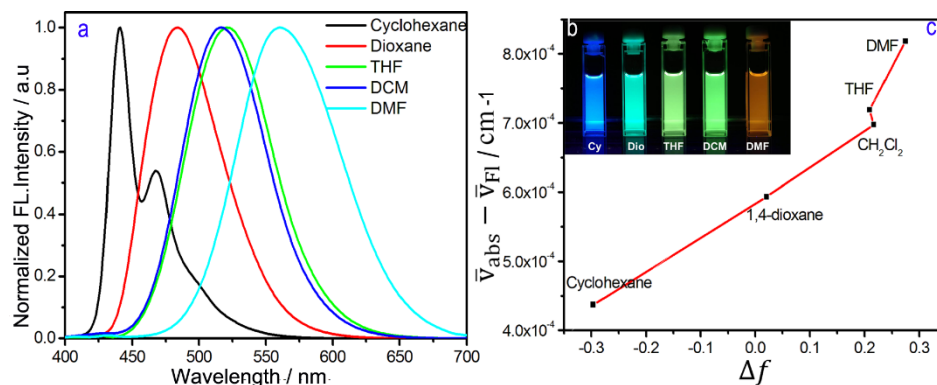 a
Normalized FL.Intensity / a.u
1.0
0.8
0.6
0.4
0.2
0.0
400 450 500 550 600 650 700
Wavelength / nm
Cyclohexane
Dioxane
THF
DCM
DMF
b
Cy Dio THF DCM DMF
c
ν̅abs − ν̅Fl / cm -1
8.0x10⁻⁴
7.0x10⁻⁴
6.0x10⁻⁴
5.0x10⁻⁴
4.0x10⁻⁴
DMF
THF
CH₂Cl₂
1,4-dioxane
Cyclohexane
-0.3 -0.2 -0.1 0.0 0.1 0.2 0.3
Δf